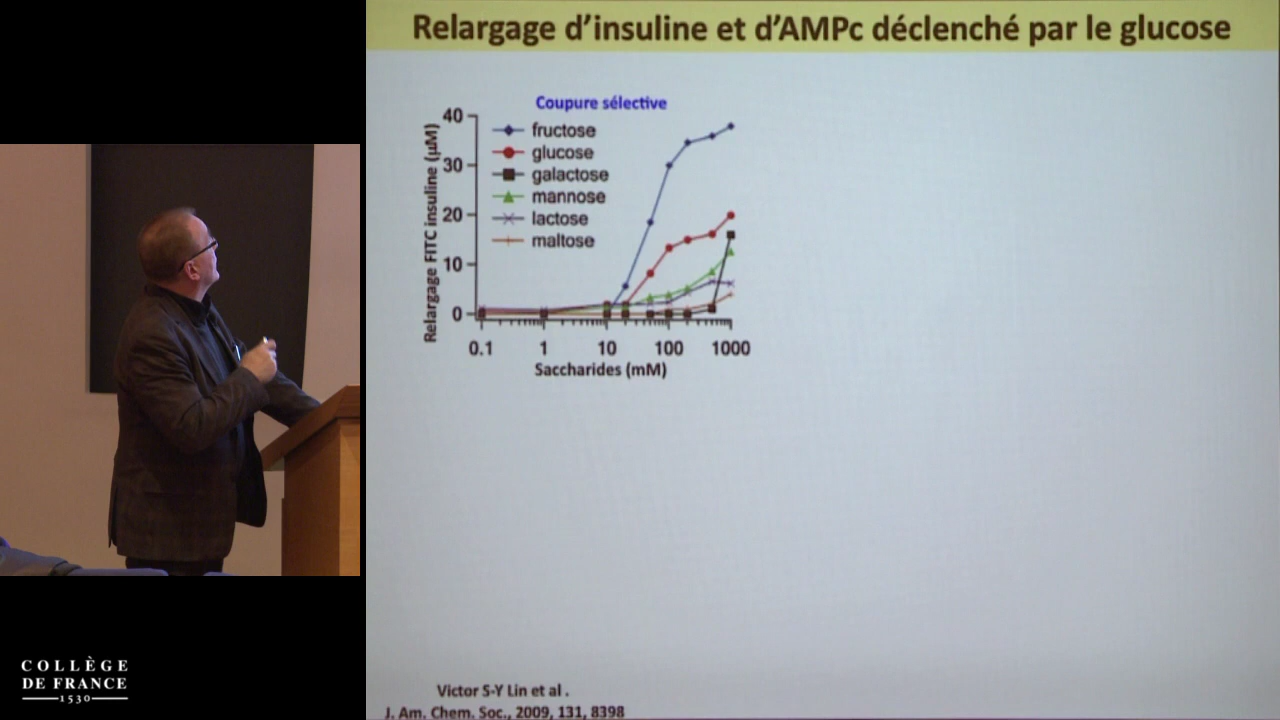 Relargage d’insuline et d’AMPc déclenché par le glucose
Coupure sélective
Relargage FITC insuline (µM)
40
30
20
10
0
fructose
glucose
galactose
mannose
lactose
maltose
0.1 1 10 100 1000
Saccharides (mM)
Victor S-Y Lin et al .
J. Am. Chem. Soc., 2009, 131, 8398
COLLÈGE
DE FRANCE
1530